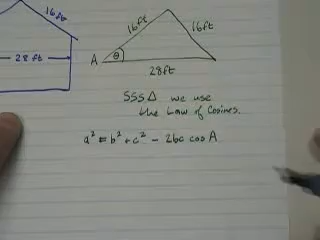 16ft
28 ft
16ft
16ft
A
θ
28ft
SSS Δ we use
the Law of Cosines.
a² = b² + c² - 2bc cos A